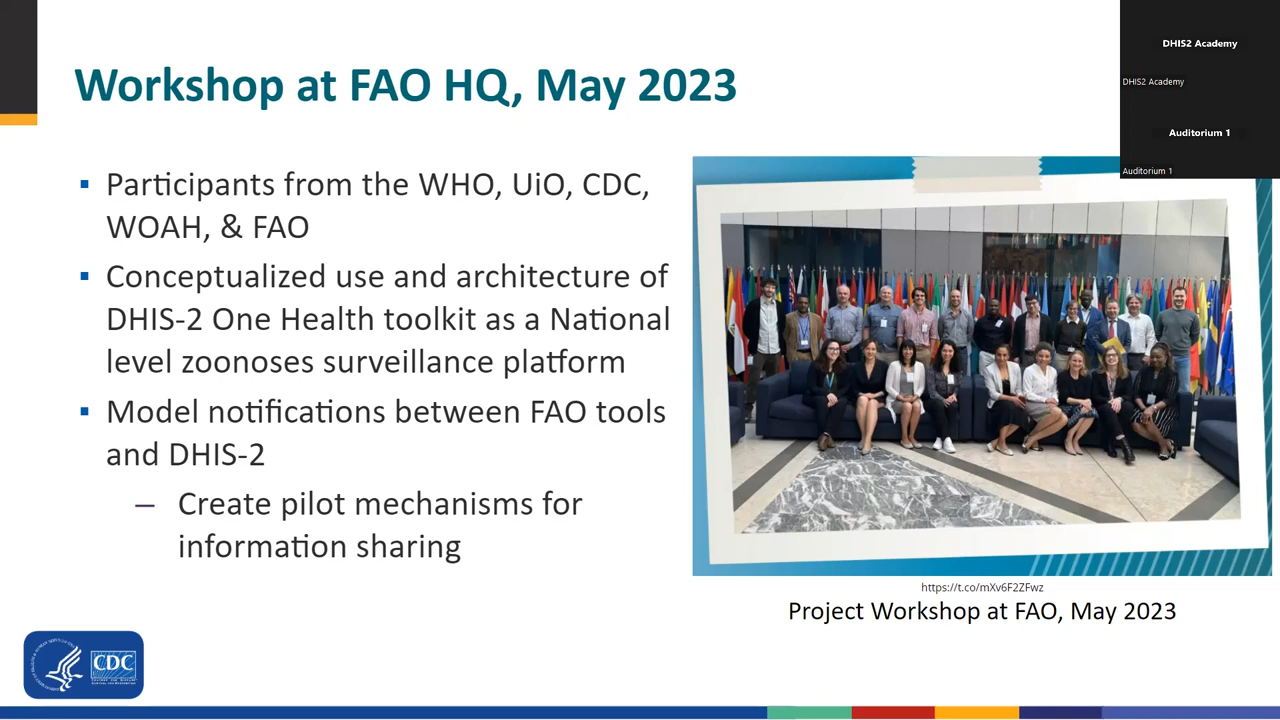 Workshop at FAO HQ, May 2023
▪ Participants from the WHO, UiO, CDC,
WOAH, & FAO
▪ Conceptualized use and architecture of
DHIS-2 One Health toolkit as a National
level zoonoses surveillance platform
▪ Model notifications between FAO tools
and DHIS-2
– Create pilot mechanisms for
information sharing
DHIS2 Academy
DHIS2 Academy
Auditorium 1
Auditorium 1
https://t.co/mXv6F2ZFwz
Project Workshop at FAO, May 2023
CDC